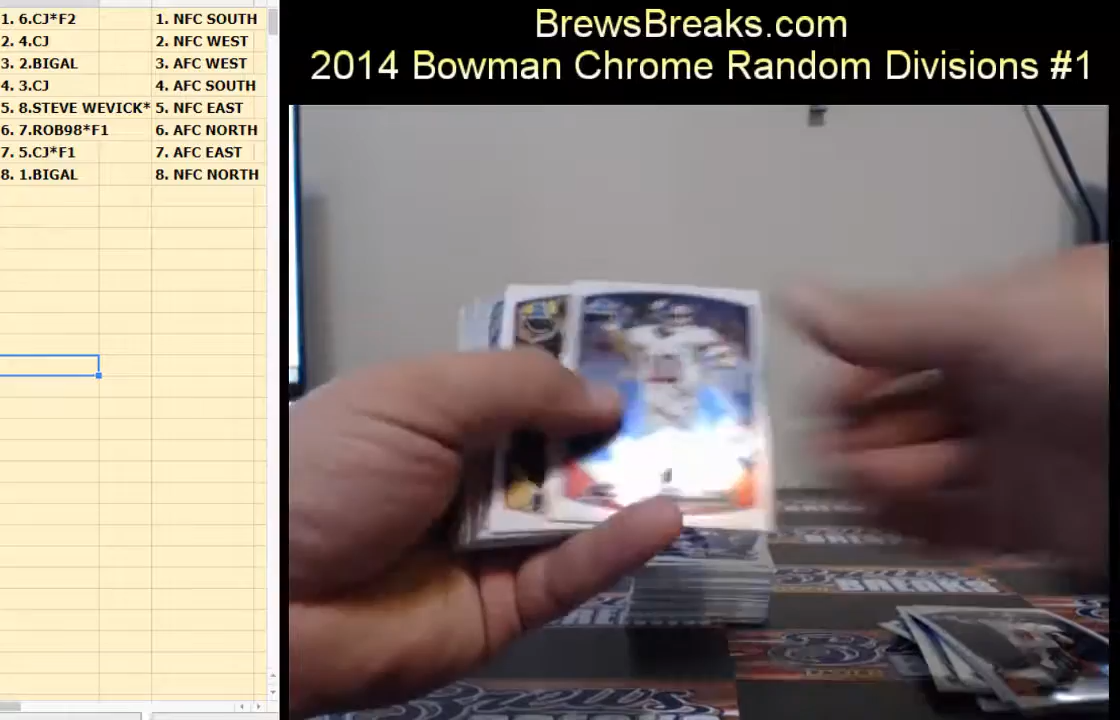 BrewsBreaks.com
2014 Bowman Chrome Random Divisions #1
1. 6.CJ*F2 1. NFC SOUTH
2. 4.CJ 2. NFC WEST
3. 2.BIGAL 3. AFC WEST
4. 3.CJ 4. AFC SOUTH
5. 8.STEVE WEVICK* 5. NFC EAST
6. 7.ROB98*F1 6. AFC NORTH
7. 5.CJ*F1 7. AFC EAST
8. 1.BIGAL 8. NFC NORTH
BREAKS